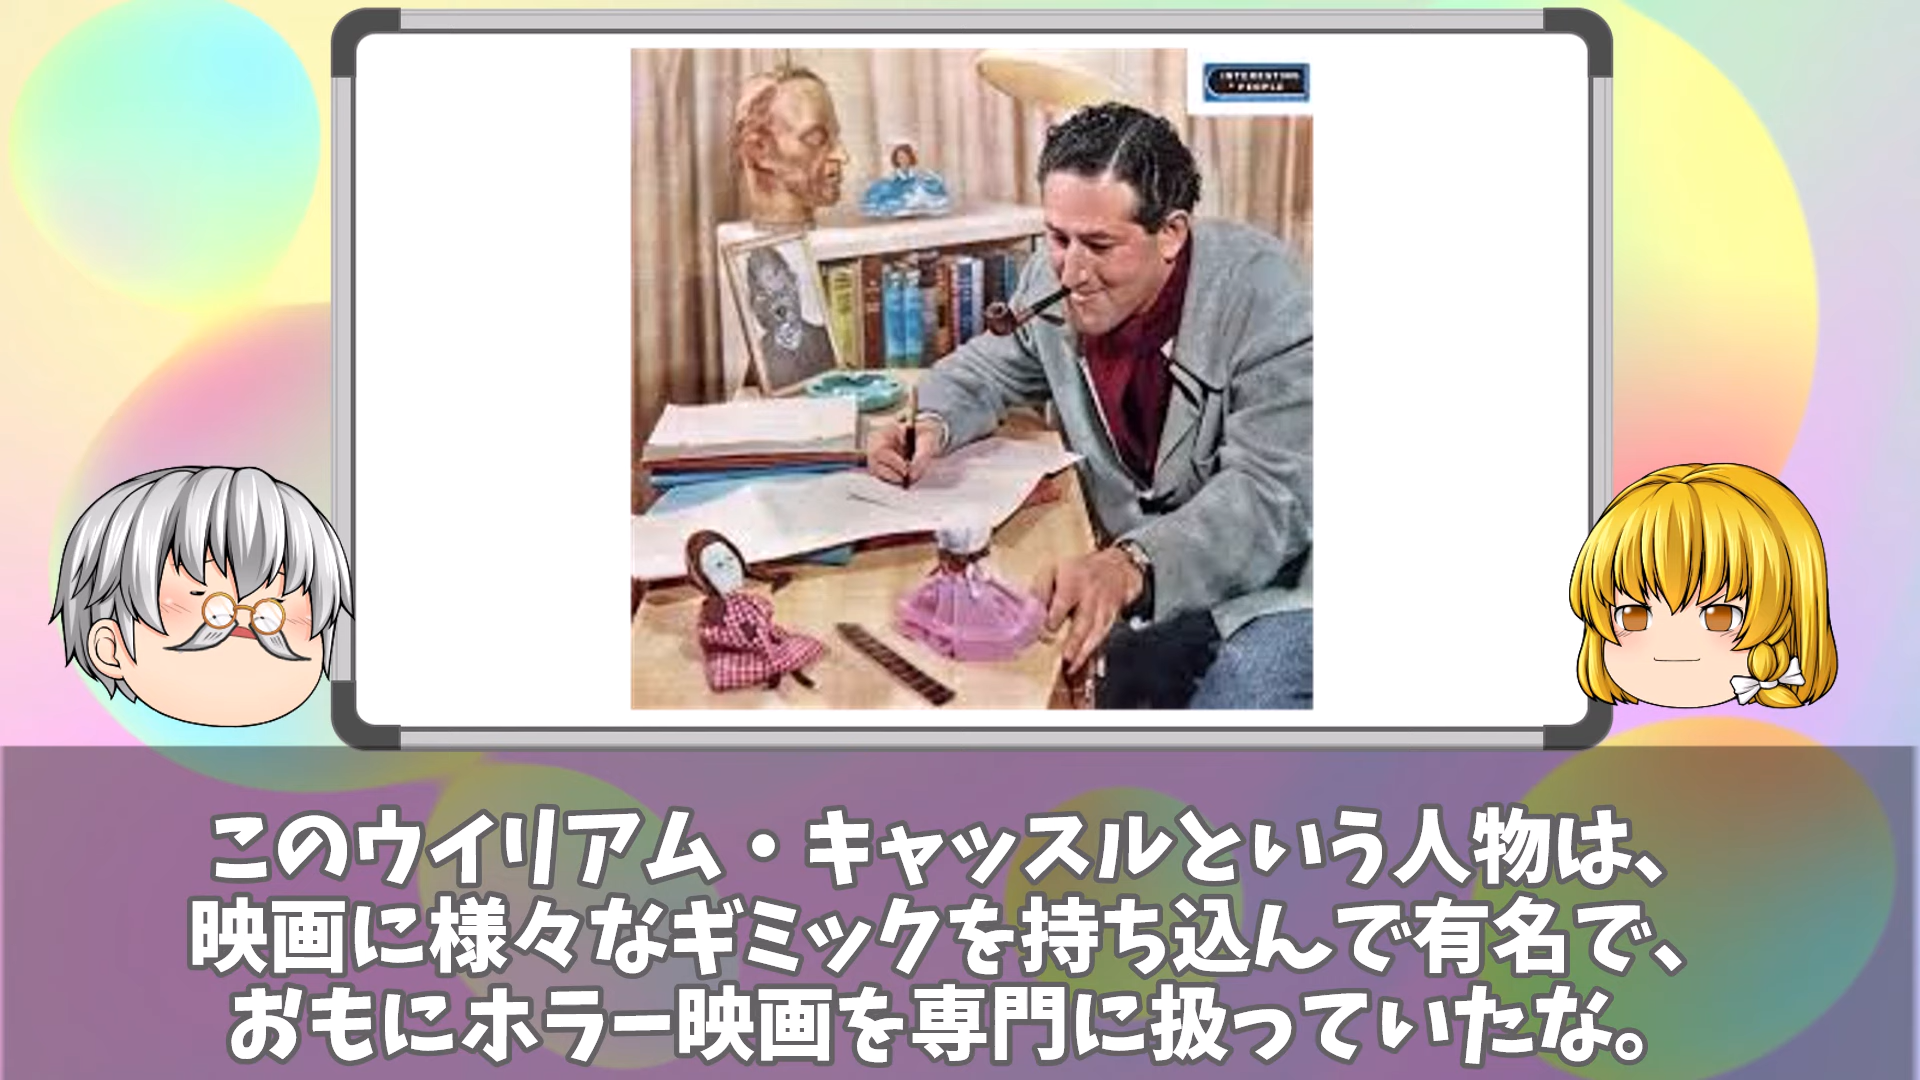 INTERESTING
PEOPLE
このウイリアム・キャッスルという人物は、
映画に様々なギミックを持ち込んで有名で、
おもにホラー映画を専門に扱っていたな。